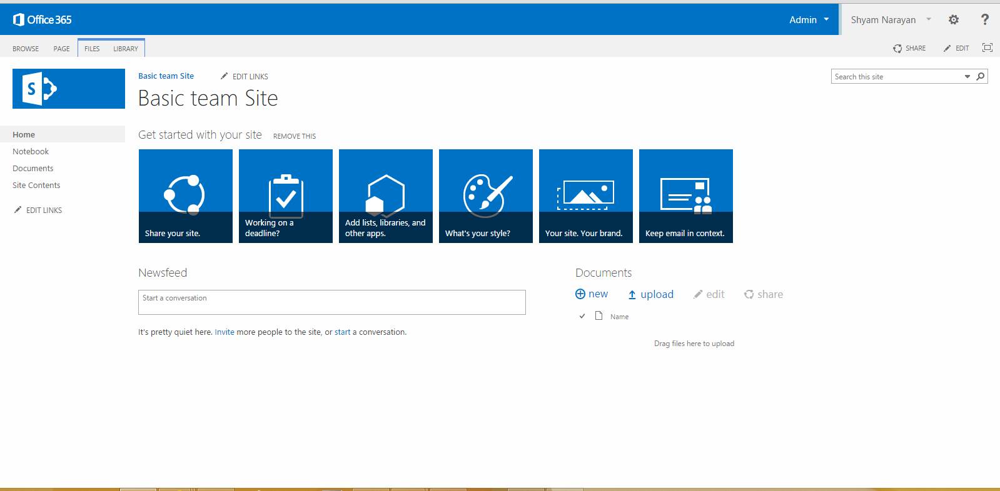 Office 365
Admin
Shyam Narayan
?
BROWSE PAGE FILES LIBRARY
SHARE EDIT
S
Basic team Site EDIT LINKS
Search this site
Basic team Site
Home
Notebook
Documents
Site Contents
EDIT LINKS
Get started with your site REMOVE THIS
Share your site.
Working on a
deadline?
Add lists, libraries, and
other apps.
What's your style?
Your site. Your brand.
Keep email in context.
Newsfeed
Start a conversation
It's pretty quiet here. Invite more people to the site, or start a conversation.
Documents
new upload edit share
Name
Drag files here to upload